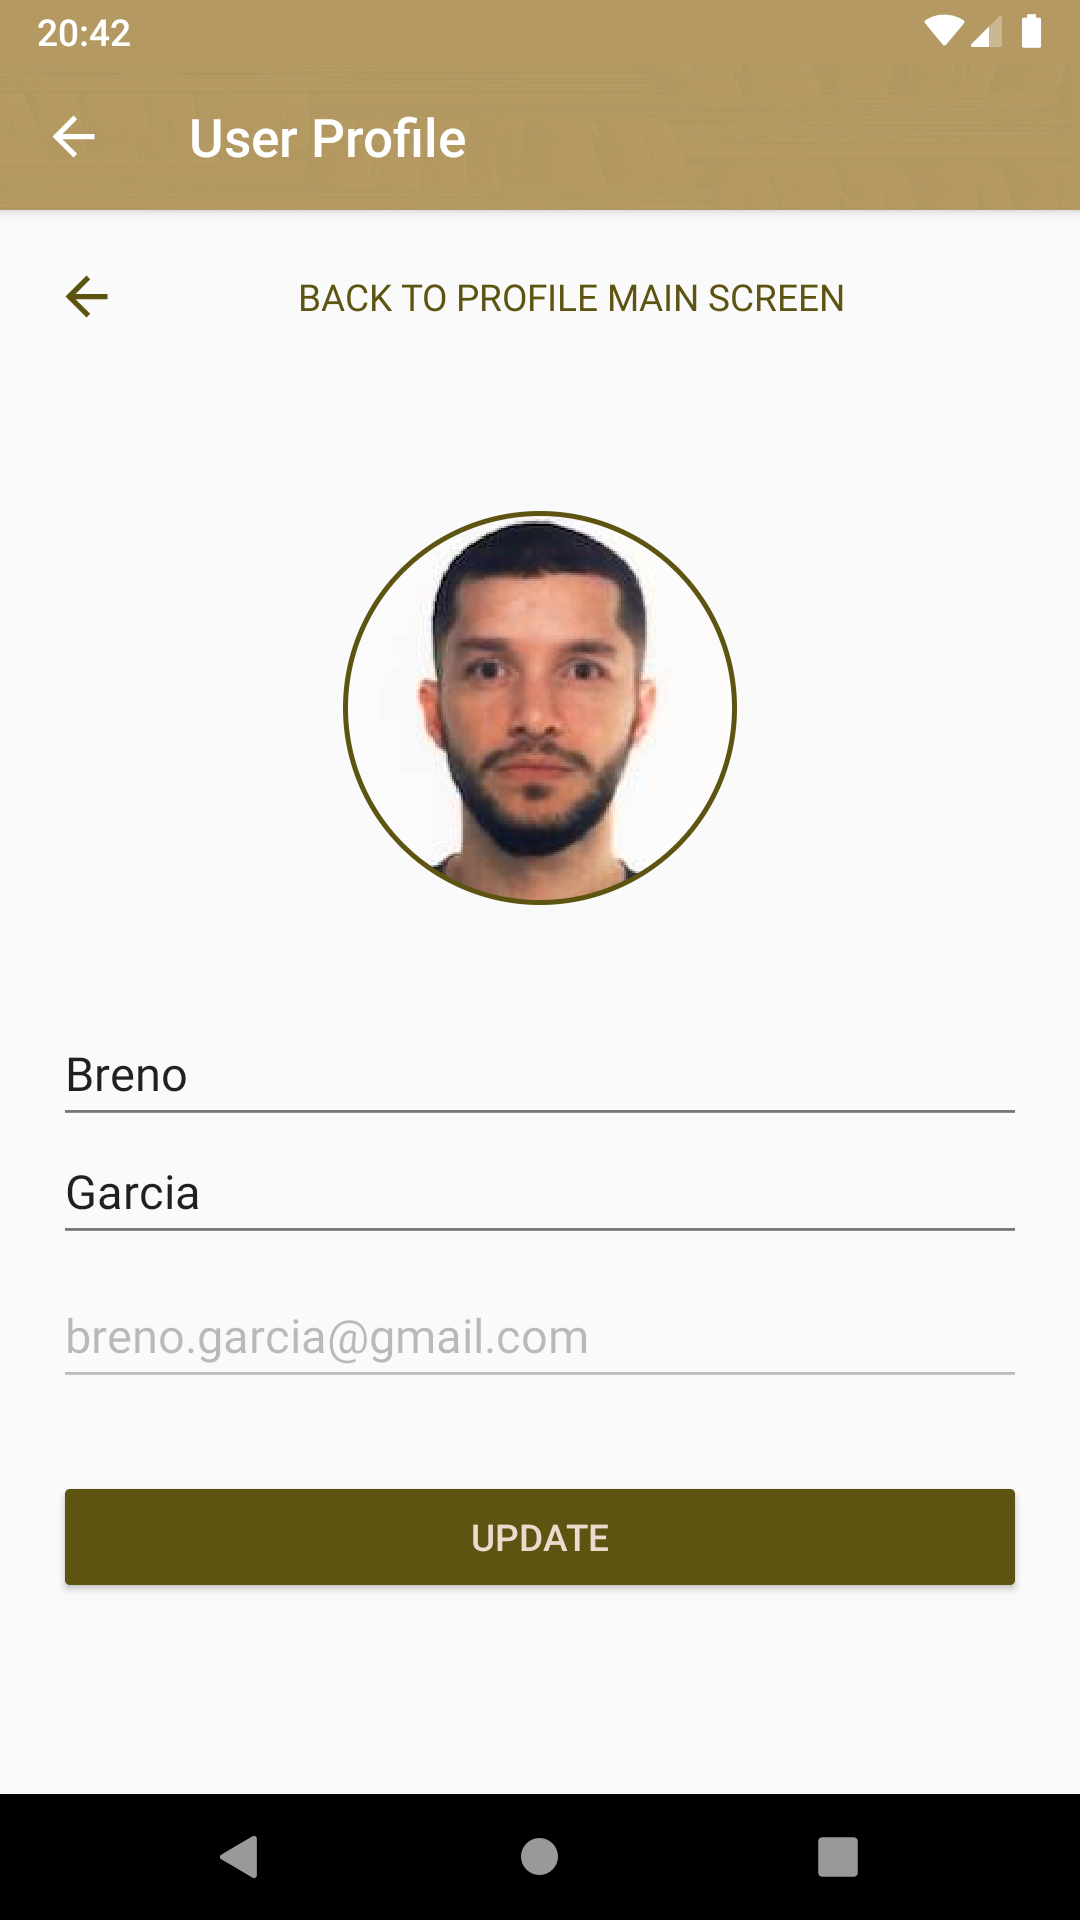 20:42
User Profile
BACK TO PROFILE MAIN SCREEN
Breno
Garcia
breno.garcia@gmail.com
UPDATE